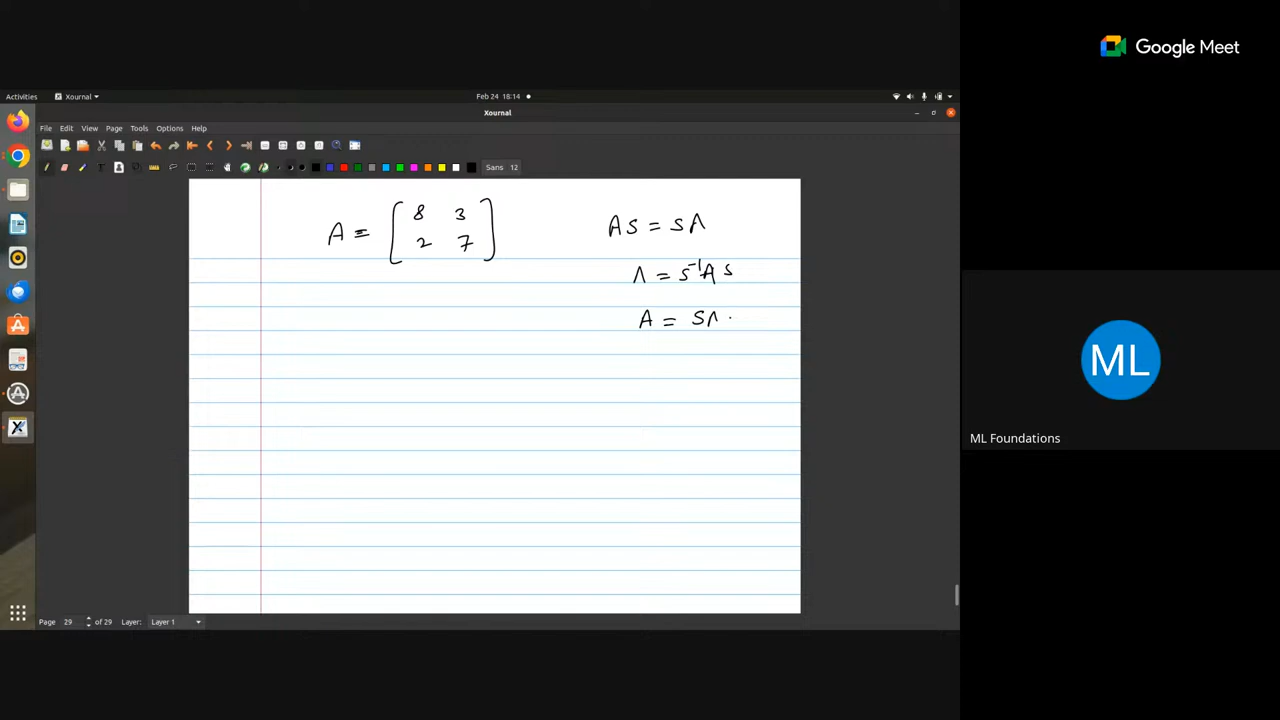 Google Meet
Activities Xournal Feb 24 18:14
Xournal
File Edit View Page Tools Options Help
Sans 12
A = [ 8 3
2 7 ]
AS = SΛ
Λ = S⁻¹AS
A = SΛ.
ML
ML Foundations
Page 29 of 29 Layer: Layer 1